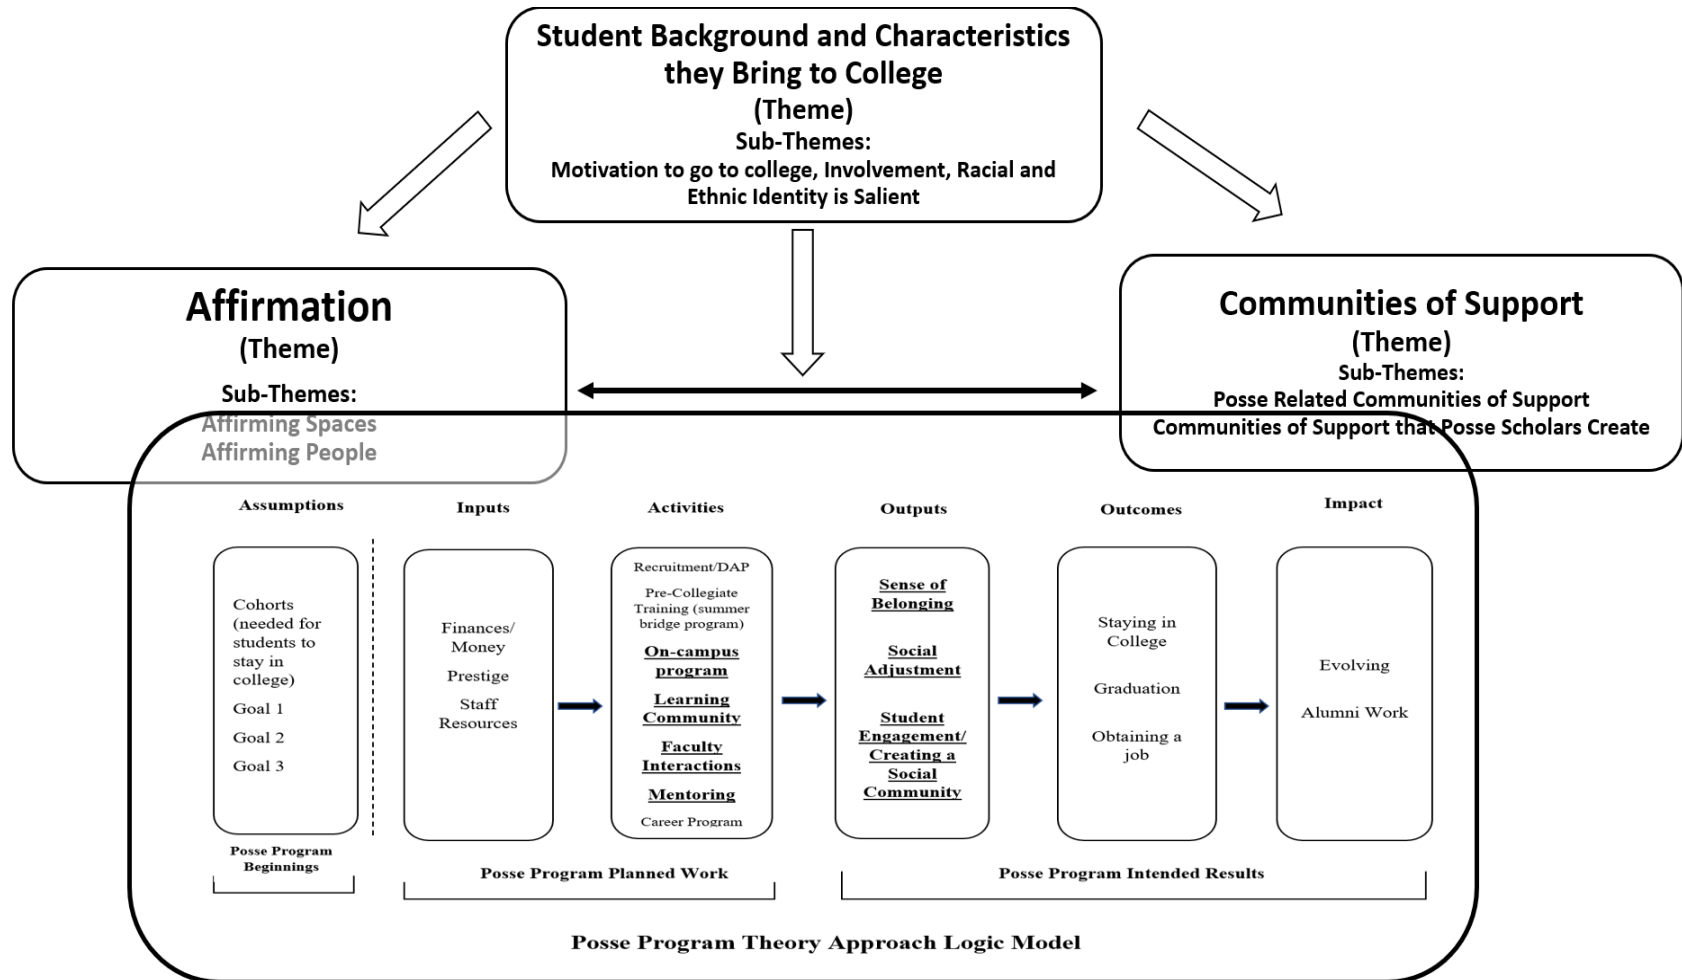 Student Background and Characteristics
they Bring to College
(Theme)
Sub-Themes:
Motivation to go to college, Involvement, Racial and
Ethnic Identity is Salient
Affirmation
(Theme)
Sub-Themes:
Affirming Spaces
Affirming People
Communities of Support
(Theme)
Sub-Themes:
Posse Related Communities of Support
Communities of Support that Posse Scholars Create
Assumptions
Cohorts
(needed for
students to
stay in
college)
Goal 1
Goal 2
Goal 3
Posse Program
Beginnings
Inputs
Finances/
Money
Prestige
Staff
Resources
Activities
Recruitment/DAP
Pre-Collegiate
Training (summer
bridge program)
On-campus
program
Learning
Community
Faculty
Interactions
Mentoring
Career Program
Posse Program Planned Work
Outputs
Sense of
Belonging
Social
Adjustment
Student
Engagement/
Creating a
Social
Community
Outcomes
Staying in
College
Graduation
Obtaining a
job
Impact
Evolving
Alumni Work
Posse Program Intended Results
Posse Program Theory Approach Logic Model